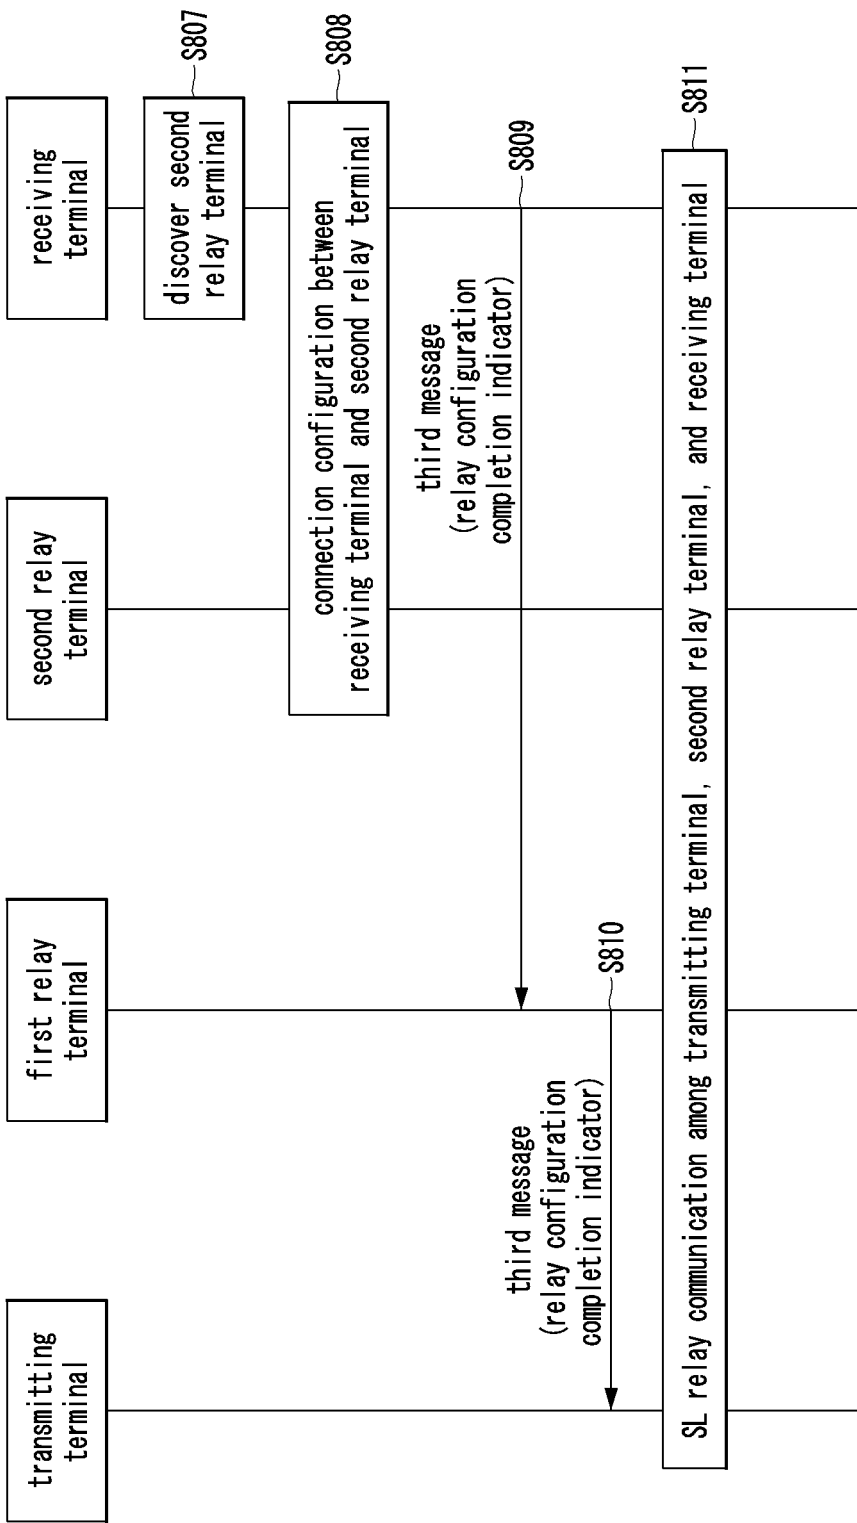 transmitting
terminal
first relay
terminal
second relay
terminal
receiving
terminal
discover second
relay terminal
S807
connection configuration between
receiving terminal and second relay terminal
S808
third message
(relay configuration
completion indicator)
S809
third message
(relay configuration
completion indicator)
S810
SL relay communication among transmitting terminal, second relay terminal, and receiving terminal
S811